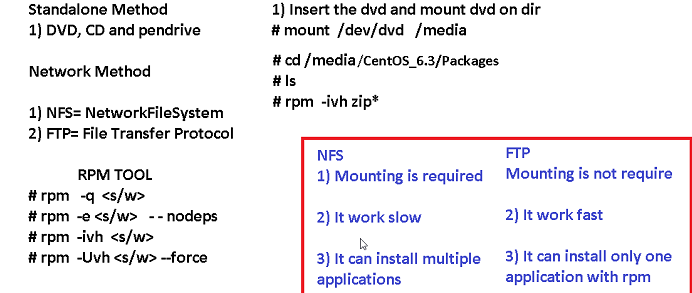 Standalone Method
1) DVD, CD and pendrive
Network Method
1) NFS= NetworkFileSystem
2) FTP= File Transfer Protocol
RPM TOOL
# rpm -q <s/w>
# rpm -e <s/w> - - nodeps
# rpm -ivh <s/w>
# rpm -Uvh <s/w> --force
1) Insert the dvd and mount dvd on dir
# mount /dev/dvd /media
# cd /media/CentOS_6.3/Packages
# ls
# rpm -ivh zip*
NFS
1) Mounting is required
2) It work slow
3) It can install multiple
applications
FTP
Mounting is not require
2) It work fast
3) It can install only one
application with rpm